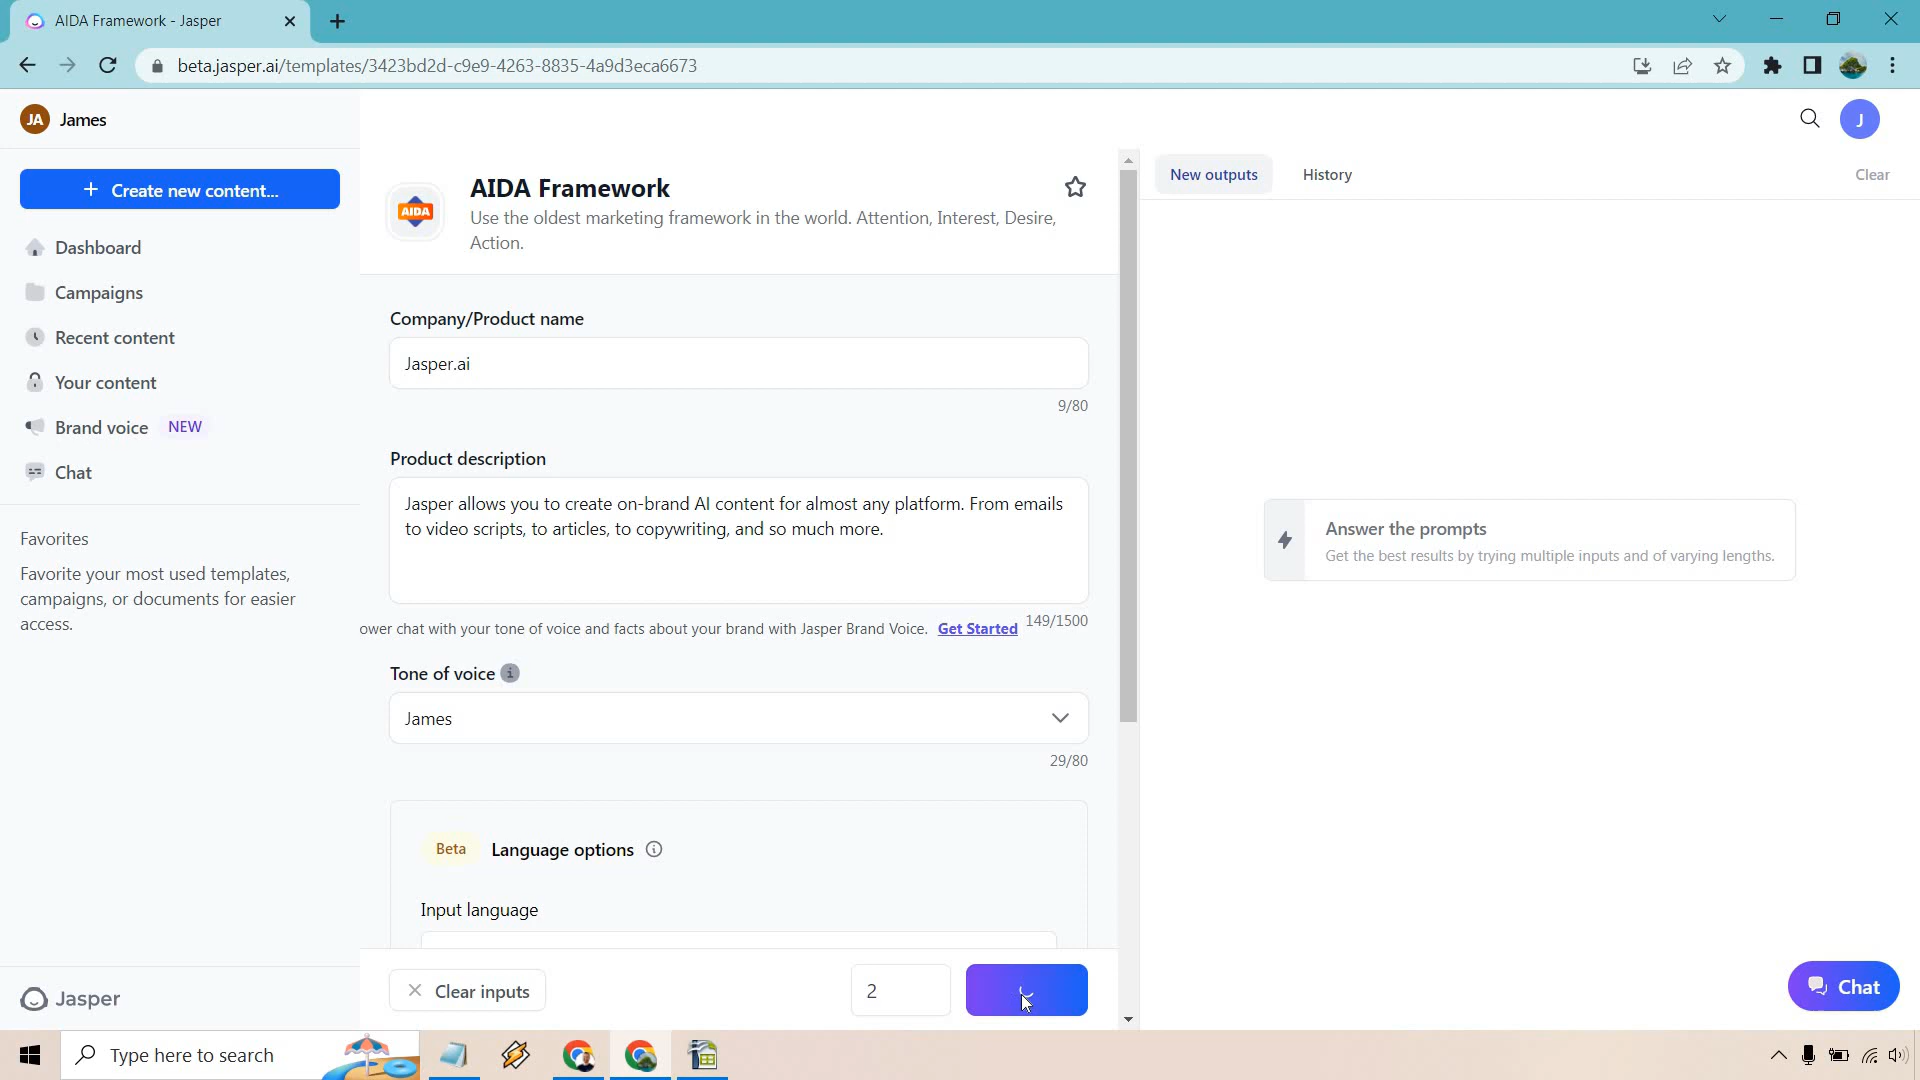 AIDA Framework - Jasper
beta.jasper.ai/templates/3423bd2d-c9e9-4263-8835-4a9d3eca6673
JA James
J
+ Create new content...
Dashboard
Campaigns
Recent content
Your content
Brand voice NEW
Chat
Favorites
Favorite your most used templates,
campaigns, or documents for easier
access.
Jasper
AIDA
AIDA Framework
Use the oldest marketing framework in the world. Attention, Interest, Desire,
Action.
Company/Product name
Jasper.ai
9/80
Product description
Jasper allows you to create on-brand AI content for almost any platform. From emails
to video scripts, to articles, to copywriting, and so much more.
149/1500
ower chat with your tone of voice and facts about your brand with Jasper Brand Voice. Get Started
Tone of voice
James
29/80
Beta Language options
Input language
Clear inputs
2
New outputs
History
Clear
Answer the prompts
Get the best results by trying multiple inputs and of varying lengths.
Chat
Type here to search